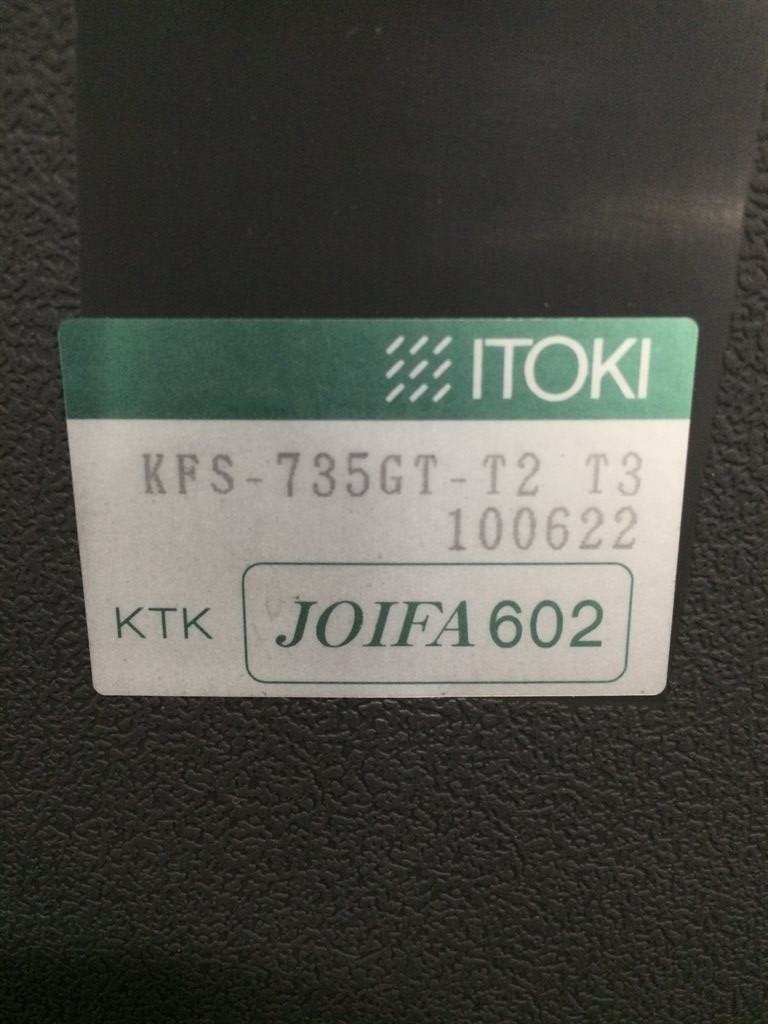 ITOKI
KFS-735GT-T2 T3
100622
KTK JOIFA 602